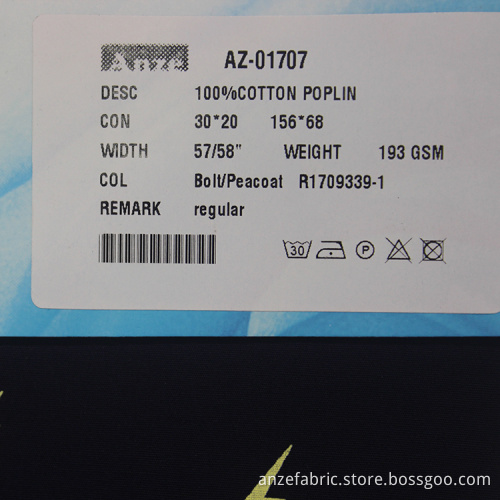 Anze AZ-01707
DESC 100%COTTON POPLIN
CON 30*20 156*68
WIDTH 57/58" WEIGHT 193 GSM
COL Bolt/Peacoat R1709339-1
REMARK regular
30 P
anzefabric.store.bossgoo.com